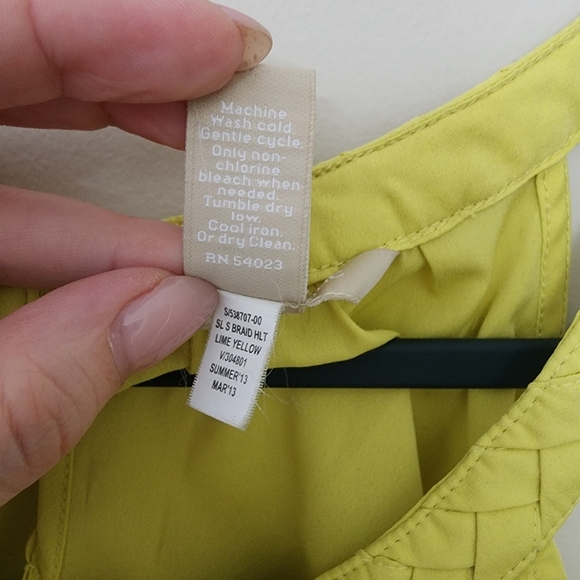 Machine
Wash cold.
Gentle cycle.
Only non-
chlorine
bleach when
needed.
Tumble dry
low.
Cool iron.
Or dry Clean.
RN 54023
S/538707-00
SL S BRAID HLT
LIME YELLOW
V/304801
SUMMER'13
MAR'13